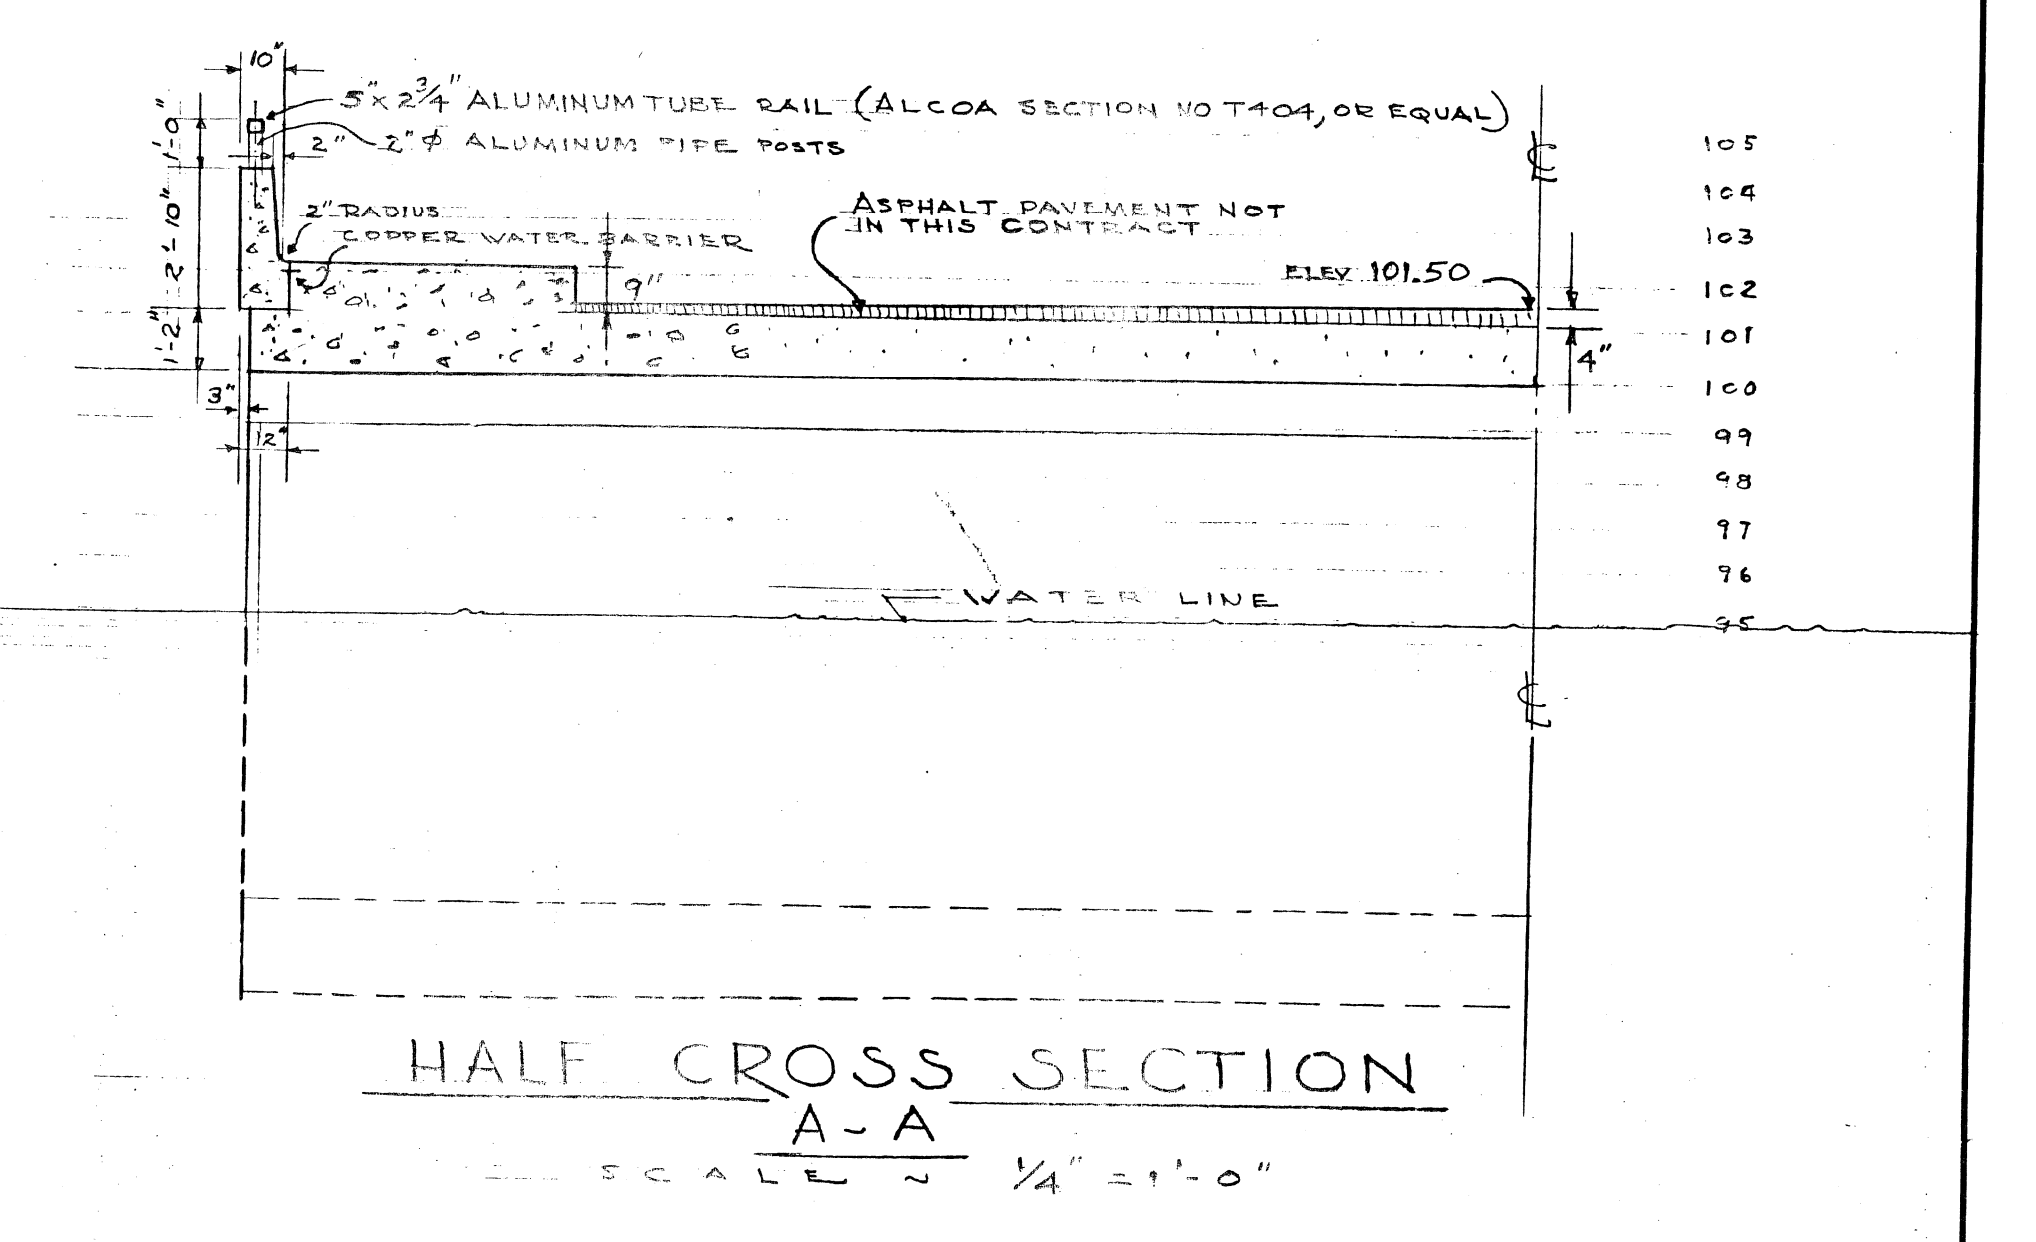 10"
5" x 2 3/4" ALUMINUM TUBE RAIL (ALCOA SECTION NO T404, OR EQUAL)
1'-0"
2" 2" ϕ ALUMINUM PIPE POSTS
℄
105
104
2'-10"
2" RADIUS
COPPER WATER BARRIER
ASPHALT PAVEMENT NOT
IN THIS CONTRACT
103
ELEV 101.50
9"
102
1'-2"
101
4"
100
3"
12"
99
98
97
96
WATER LINE
95
℄
HALF CROSS SECTION
A-A
SCALE ~ 1/4" = 1'-0"